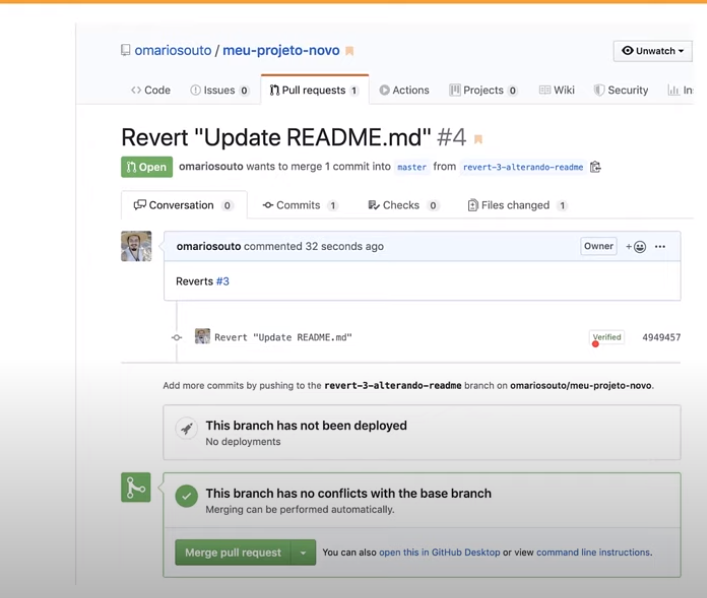 omariosouto / meu-projeto-novo
Unwatch
Code Issues 0 Pull requests 1 Actions Projects 0 Wiki Security
Revert "Update README.md" #4
Open omariosouto wants to merge 1 commit into master from revert-3-alterando-readme
Conversation 0 Commits 1 Checks 0 Files changed 1
omariosouto commented 32 seconds ago Owner
Reverts #3
Revert "Update README.md" Verified 4949457
Add more commits by pushing to the revert-3-alterando-readme branch on omariosouto/meu-projeto-novo.
This branch has not been deployed
No deployments
This branch has no conflicts with the base branch
Merging can be performed automatically.
Merge pull request You can also open this in GitHub Desktop or view command line instructions.